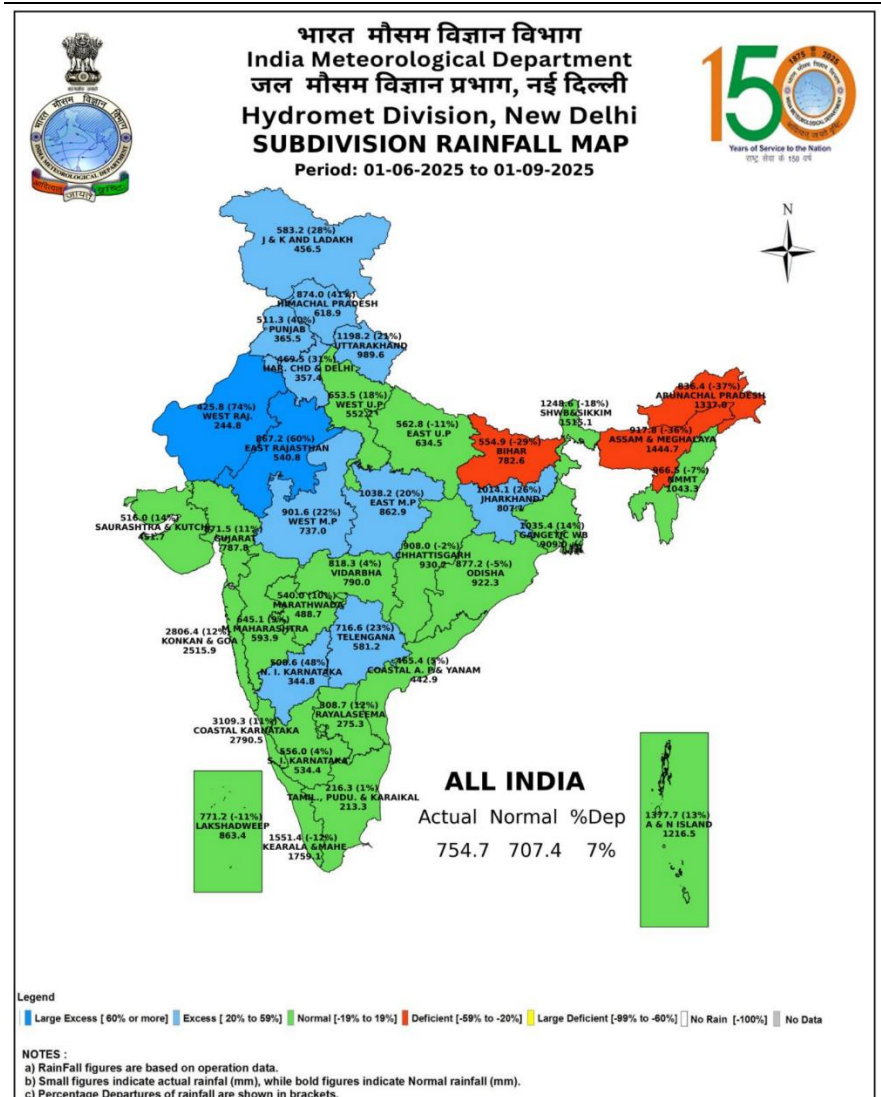 भारत मौसम विज्ञान विभाग
India Meteorological Department
जल मौसम विज्ञान प्रभाग, नई दिल्ली
Hydromet Division, New Delhi
SUBDIVISION RAINFALL MAP
Period: 01-06-2025 to 01-09-2025
भारत मौसम विज्ञान विभाग
INDIA METEOROLOGICAL DEPARTMENT
आदित्यात् जायते वृष्टि:
150
1875 2025
Years of Service to the Nation
राष्ट्र सेवा के 150 वर्ष
N
583.2 (28%)
J & K AND LADAKH
456.5
874.0 (41%)
HIMACHAL PRADESH
618.9
511.3 (40%)
PUNJAB
365.5
1198.2 (21%)
UTTARAKHAND
989.6
469.5 (31%)
HAR. CHD & DELHI
357.4
425.8 (74%)
WEST RAJ.
244.8
653.5 (18%)
WEST U.P
552.2
867.2 (60%)
EAST RAJASTHAN
540.8
562.8 (-11%)
EAST U.P
634.5
554.9 (-29%)
BIHAR
782.6
1248.6 (-18%)
SHWB&SIKKIM
1515.1
836.4 (-37%)
ARUNACHAL PRADESH
1337.0
917.8 (-36%)
ASSAM & MEGHALAYA
1444.7
966.5 (-7%)
NMMT
1043.3
516.0 (14%)
SAURASHTRA & KUTCH
451.7
871.5 (11%)
GUJARAT
787.8
901.6 (22%)
WEST M.P
737.0
1038.2 (20%)
EAST M.P
862.9
1014.1 (26%)
JHARKHAND
807.1
1035.4 (14%)
GANGETIC WB
909.0
908.0 (-2%)
CHHATTISGARH
930.2
877.2 (-5%)
ODISHA
922.3
818.3 (4%)
VIDARBHA
790.0
540.0 (10%)
MARATHWADA
488.7
645.1 (9%)
M.MAHARASHTRA
593.9
2806.4 (12%)
KONKAN & GOA
2515.9
716.6 (23%)
TELENGANA
581.2
508.6 (48%)
N. I. KARNATAKA
344.8
465.4 (5%)
COASTAL A. P.& YANAM
442.9
308.7 (12%)
RAYALASEEMA
275.3
3109.3 (11%)
COASTAL KARNATAKA
2790.5
556.0 (4%)
S. I. KARNATAKA
534.4
216.3 (1%)
TAMIL., PUDU. & KARAIKAL
213.3
771.2 (-11%)
LAKSHADWEEP
863.4
1551.4 (-12%)
KEARALA &MAHE
1759.1
1377.7 (13%)
A & N ISLAND
1216.5
ALL INDIA
Actual Normal %Dep
754.7 707.4 7%
Legend
Large Excess [ 60% or more] Excess [ 20% to 59%] Normal [-19% to 19%] Deficient [-59% to -20%] Large Deficient [-99% to -60%] No Rain [-100%] No Data
NOTES :
a) RainFall figures are based on operation data.
b) Small figures indicate actual rainfal (mm), while bold figures indicate Normal rainfall (mm).
c) Percentage Departures of rainfall are shown in brackets.